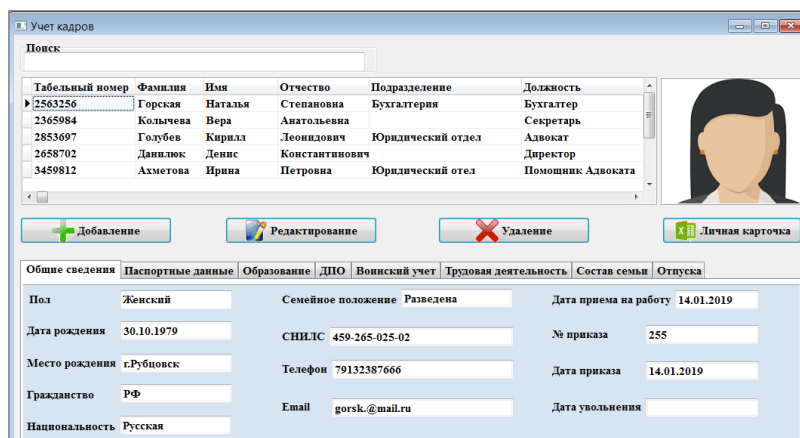 Учет кадров
Поиск
Табельный номер Фамилия Имя Отчество Подразделение Должность
2563256 Горская Наталья Степановна Бухгалтерия Бухгалтер
2365984 Колычева Вера Анатольевна Секретарь
2853697 Голубев Кирилл Леонидович Юридический отдел Адвокат
2658702 Данилюк Денис Константинович Директор
3459812 Ахметова Ирина Петровна Юридический отел Помощник Адвоката
Добавление Редактирование Удаление Личная карточка
Общие сведения Паспортные данные Образование ДПО Воинский учет Трудовая деятельность Состав семьи Отпуска
Пол Женский Семейное положение Разведена Дата приема на работу 14.01.2019
Дата рождения 30.10.1979 СНИЛС 459-265-025-02 № приказа 255
Место рождения г.Рубцовск Телефон 79132387666 Дата приказа 14.01.2019
Гражданство РФ Email gorsk.@mail.ru Дата увольнения
Национальность Русская